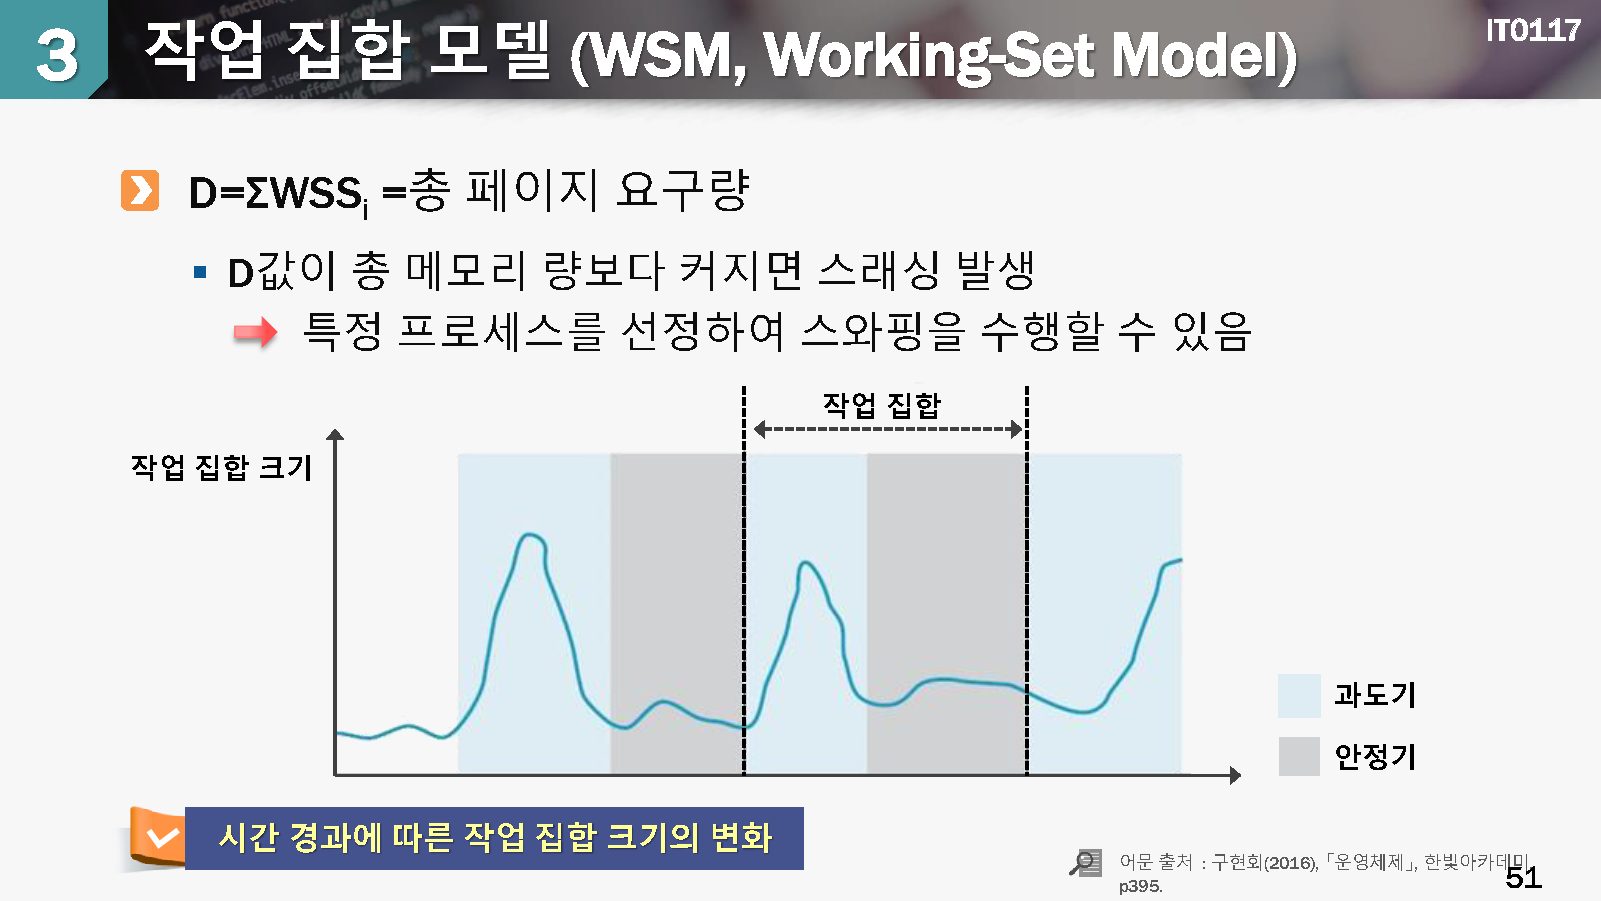 3 작업 집합 모델 (WSM, Working-Set Model)
IT0117
D=ΣWSSi =총 페이지 요구량
D값이 총 메모리 량보다 커지면 스래싱 발생
특정 프로세스를 선정하여 스와핑을 수행할 수 있음
작업 집합
작업 집합 크기
과도기
안정기
시간 경과에 따른 작업 집합 크기의 변화
어문 출처 : 구현회(2016), 「운영체제」, 한빛아카데미,
p395.
51